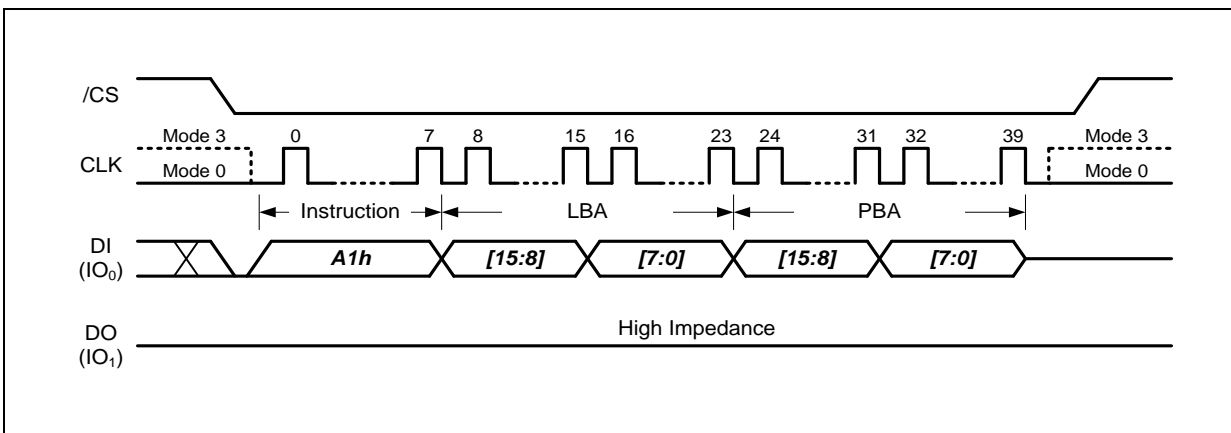 /CS
Mode 3 0 7 8 15 16 23 24 31 32 39 Mode 3
CLK
Mode 0 Mode 0
Instruction LBA PBA
DI
(IO₀)
A1h [15:8] [7:0] [15:8] [7:0]
High Impedance
DO
(IO₁)